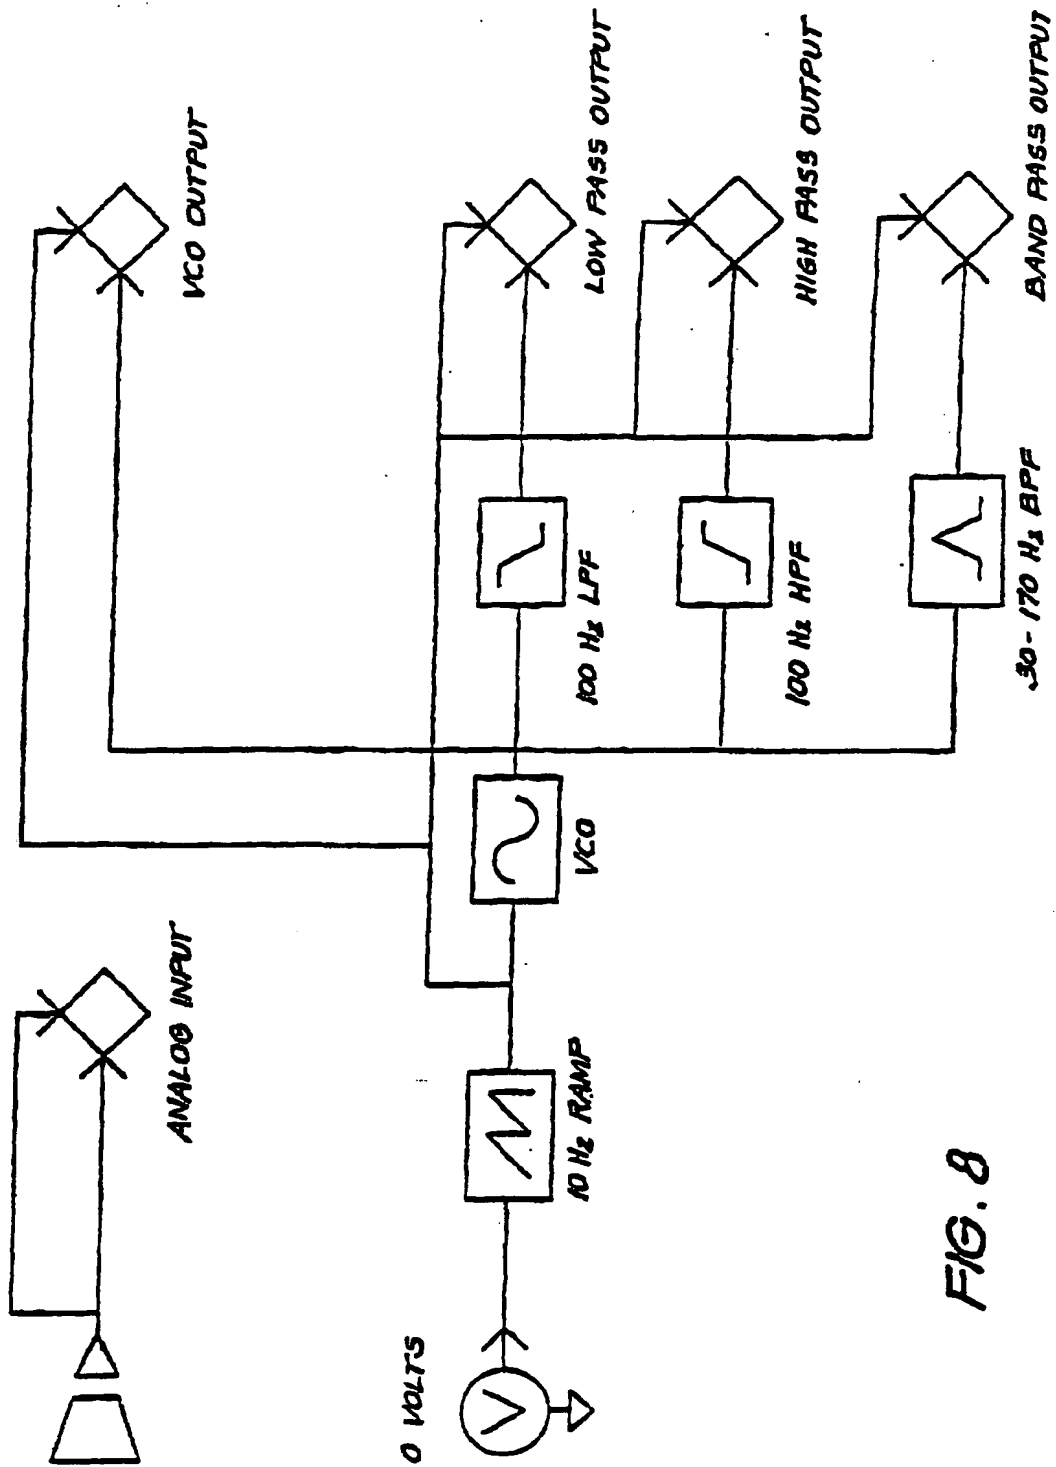 ANALOG INPUT
VCO OUTPUT
0 VOLTS
10 Hz RAMP
VCO
100 Hz LPF
LOW PASS OUTPUT
100 Hz HPF
HIGH PASS OUTPUT
30-170 Hz BPF
BAND PASS OUTPUT
FIG. 8